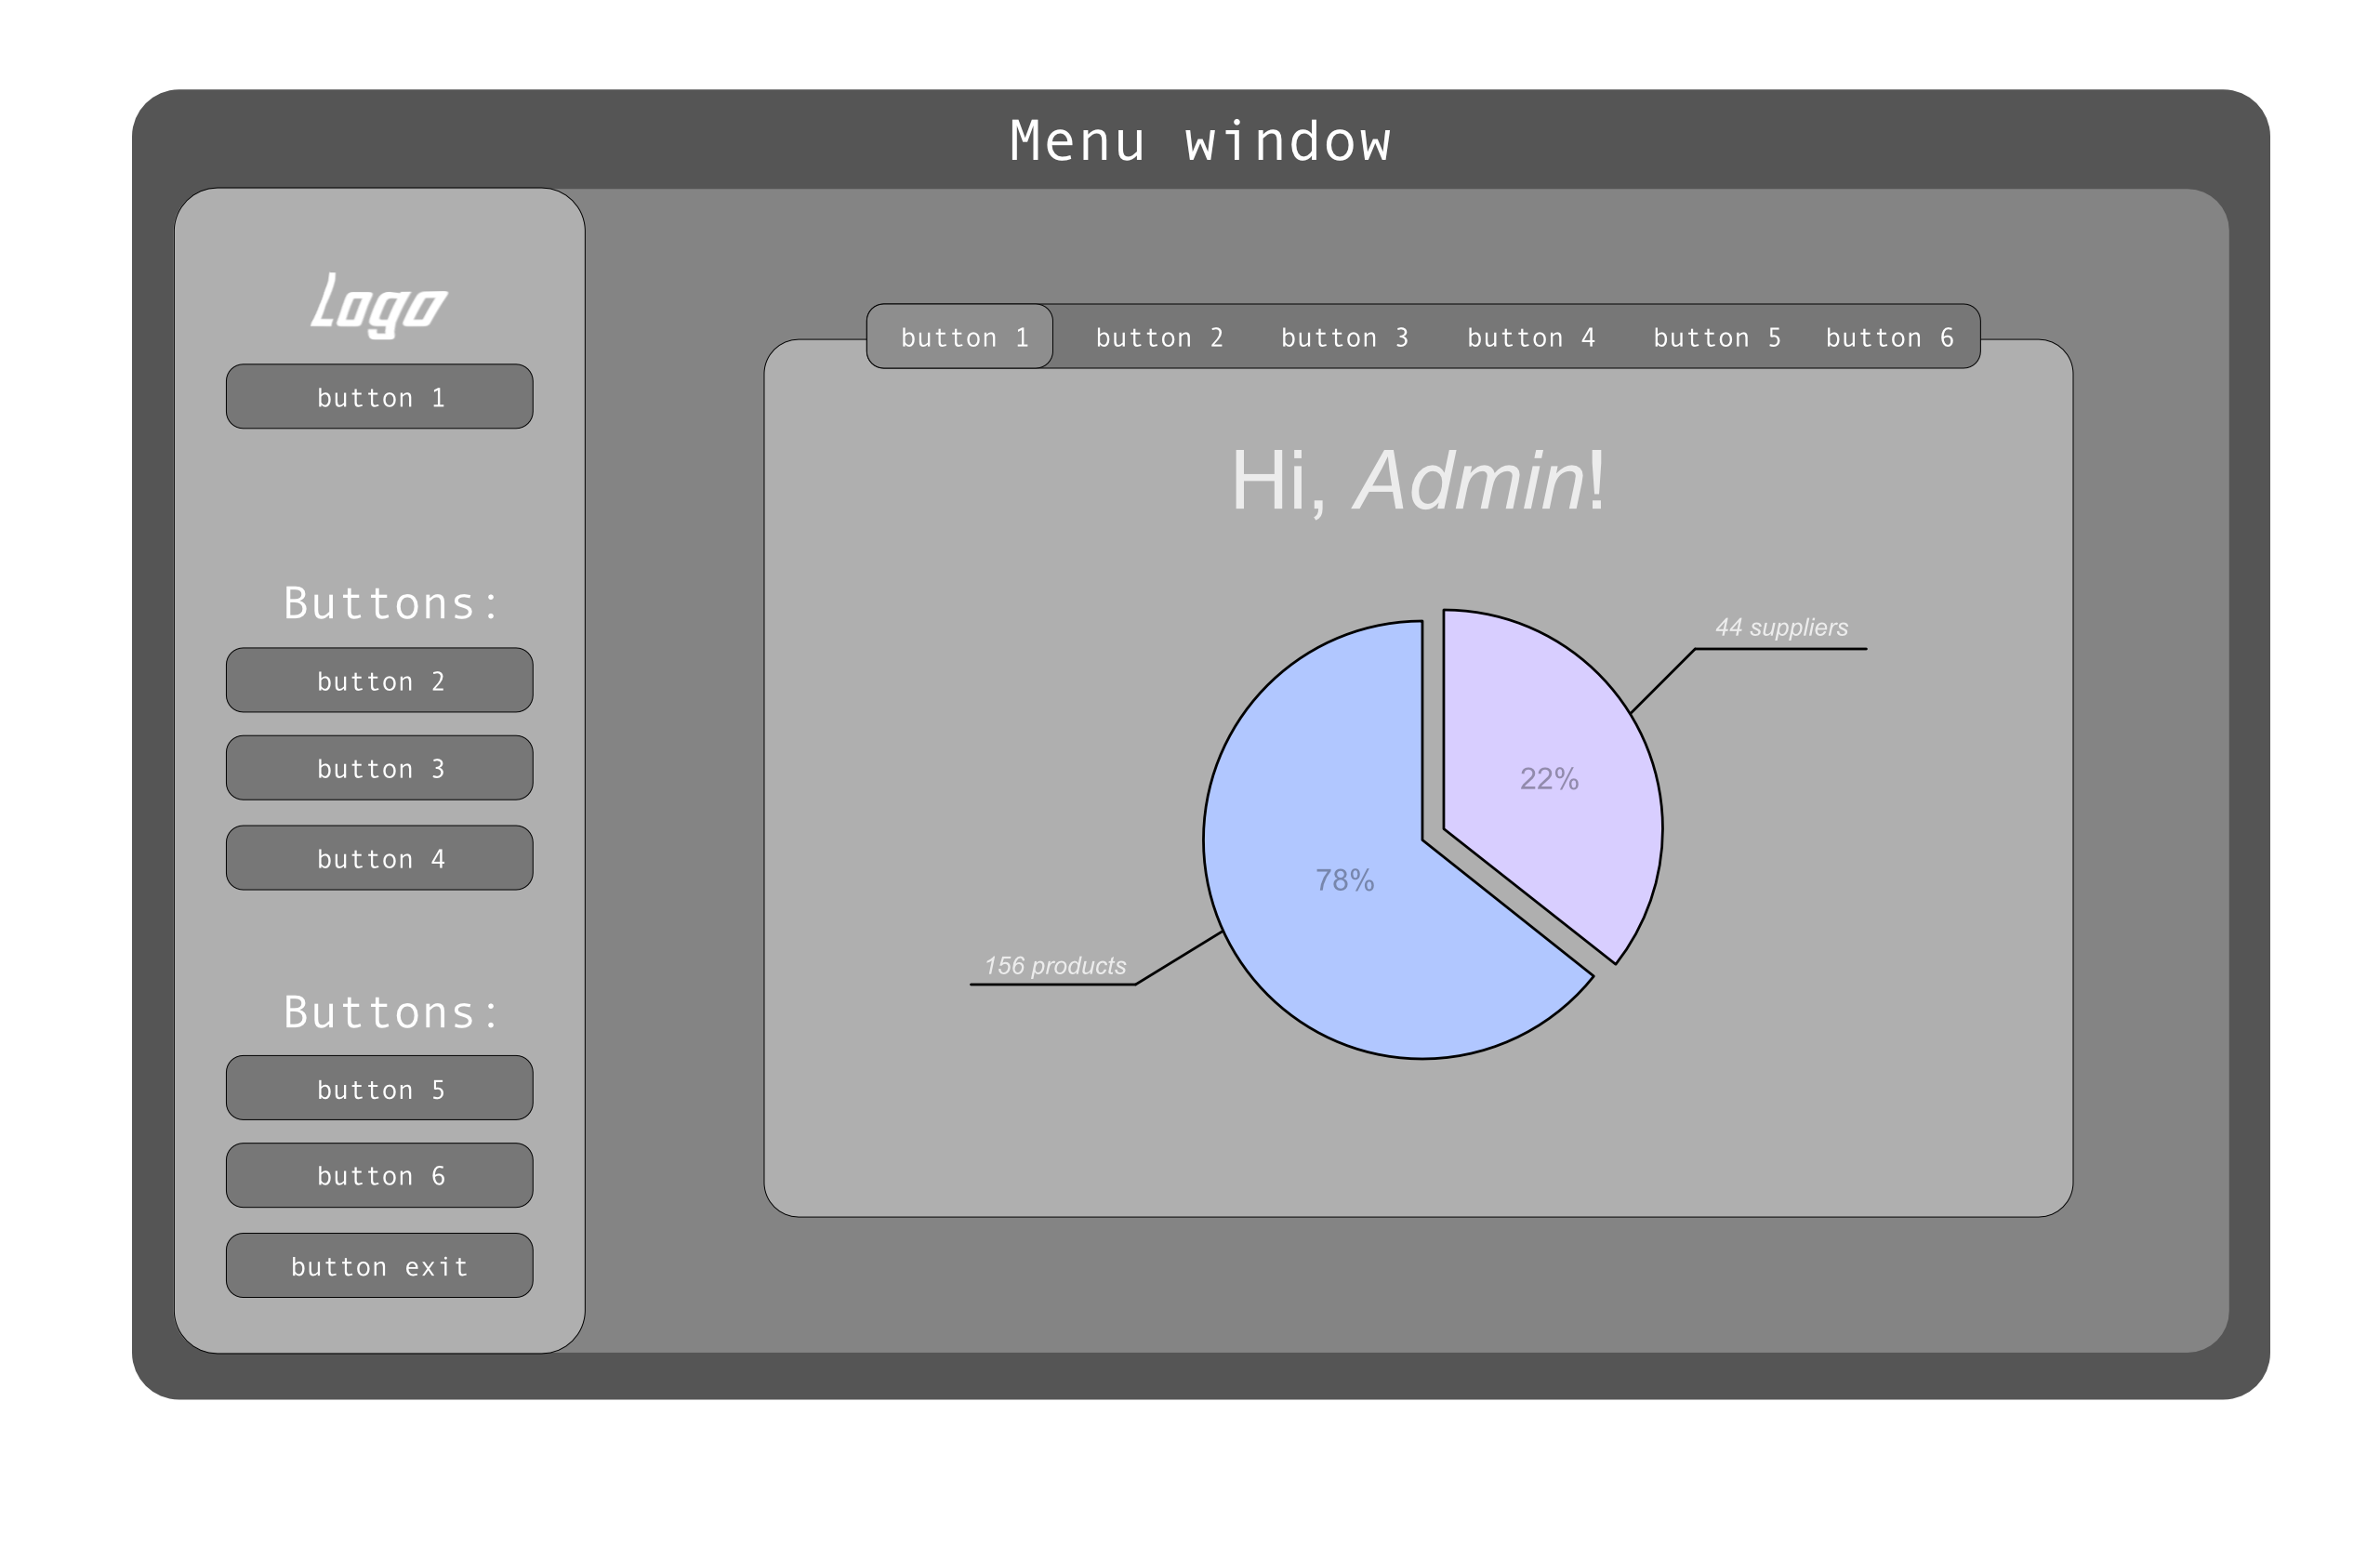 Menu window
Logo
button 1
Buttons:
button 2
button 3
button 4
Buttons:
button 5
button 6
button exit
button 1 button 2 button 3 button 4 button 5 button 6
Hi, Admin!
44 suppliers
22%
78%
156 products